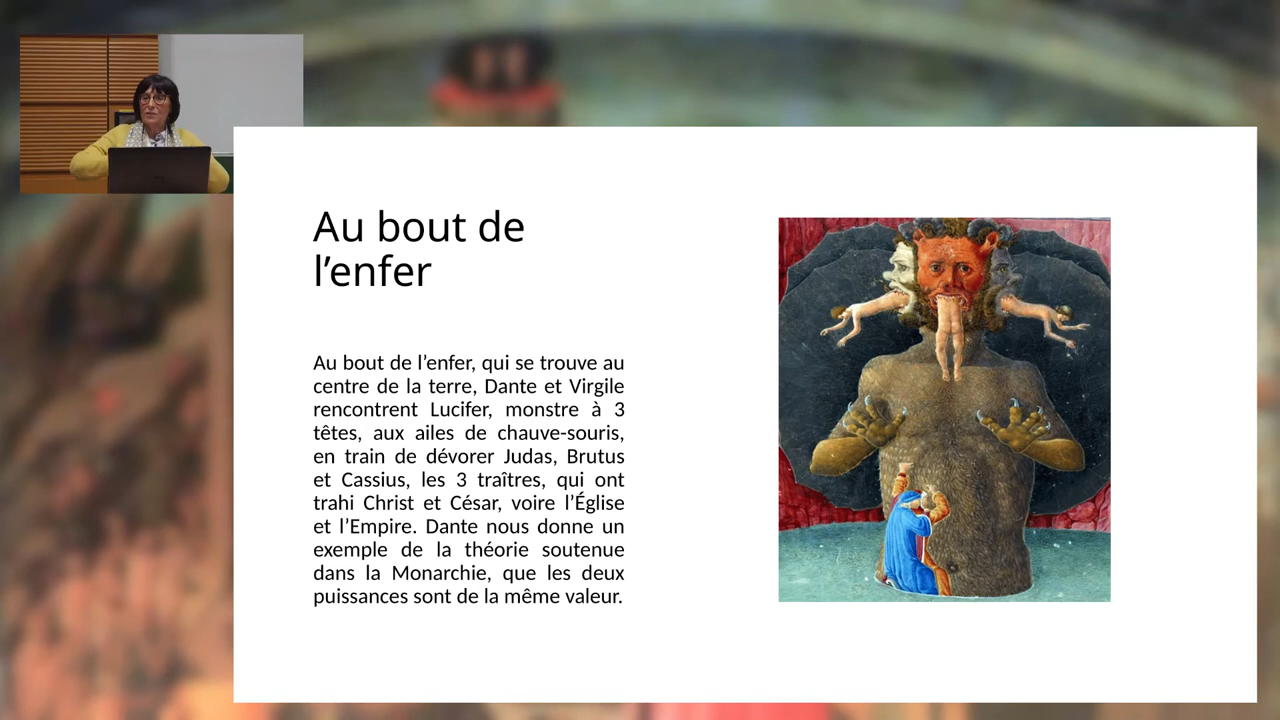 Au bout de
l’enfer
Au bout de l’enfer, qui se trouve au
centre de la terre, Dante et Virgile
rencontrent Lucifer, monstre à 3
têtes, aux ailes de chauve-souris,
en train de dévorer Judas, Brutus
et Cassius, les 3 traîtres, qui ont
trahi Christ et César, voire l’Église
et l’Empire. Dante nous donne un
exemple de la théorie soutenue
dans la Monarchie, que les deux
puissances sont de la même valeur.